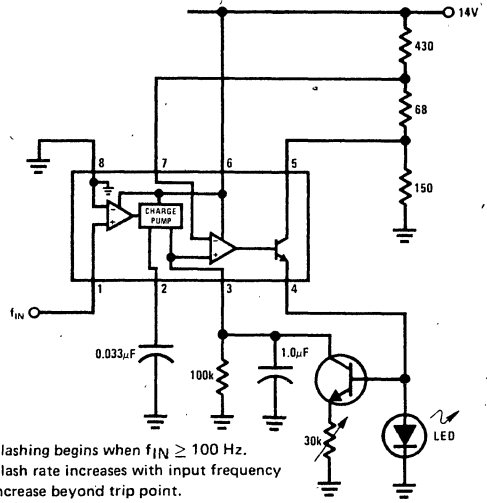 14V
430
68
150
8
7
6
5
CHARGE
PUMP
1
2
3
4
fIN
0.033µF
100k
1.0µF
30k
LED
lashing begins when fIN ≥ 100 Hz.
lash rate increases with input frequency
ncrease beyond trip point.